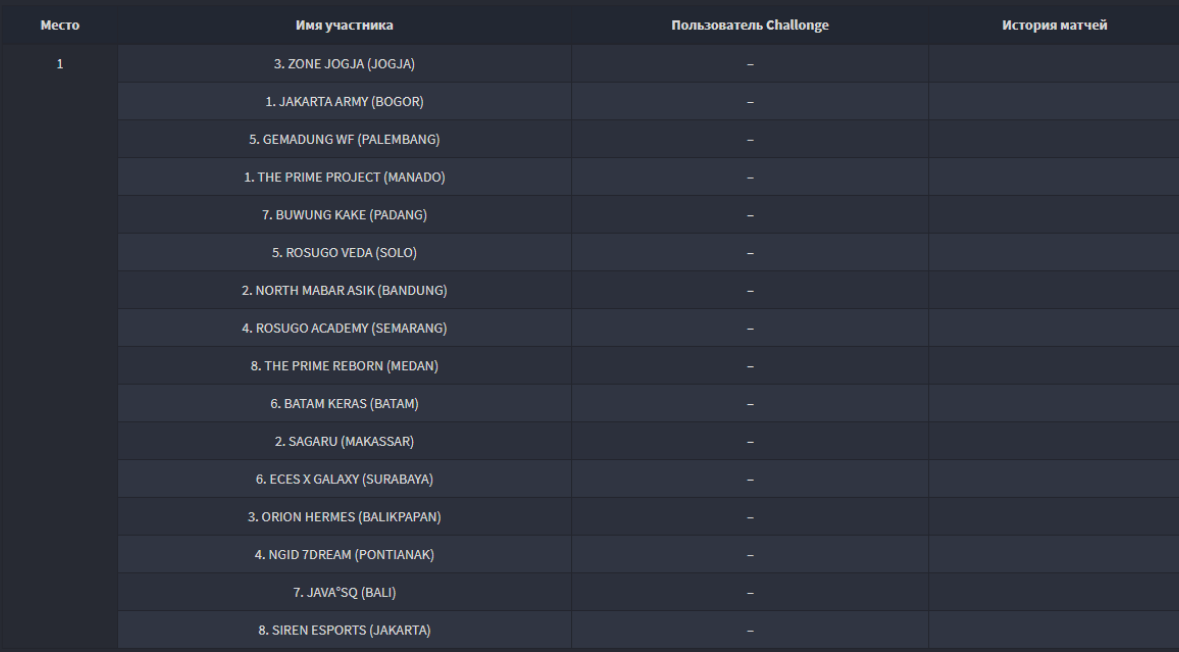 Место Имя участника Пользователь Challonge История матчей
1 3. ZONE JOGJA (JOGJA) –
1. JAKARTA ARMY (BOGOR) –
5. GEMADUNG WF (PALEMBANG) –
1. THE PRIME PROJECT (MANADO) –
7. BUWUNG KAKE (PADANG) –
5. ROSUGO VEDA (SOLO) –
2. NORTH MABAR ASIK (BANDUNG) –
4. ROSUGO ACADEMY (SEMARANG) –
8. THE PRIME REBORN (MEDAN) –
6. BATAM KERAS (BATAM) –
2. SAGARU (MAKASSAR) –
6. ECES X GALAXY (SURABAYA) –
3. ORION HERMES (BALIKPAPAN) –
4. NGID 7DREAM (PONTIANAK) –
7. JAVA°SQ (BALI) –
8. SIREN ESPORTS (JAKARTA) –